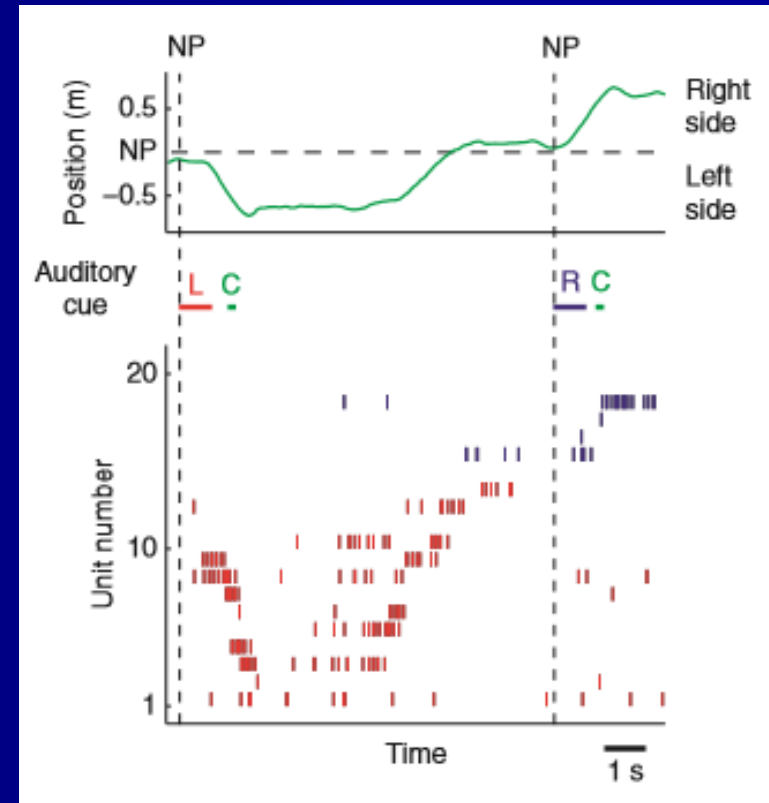 NP NP
Position (m)
0.5
NP
−0.5
Right
side
Left
side
Auditory
cue
L C R C
Unit number
20
10
1
Time
1 s